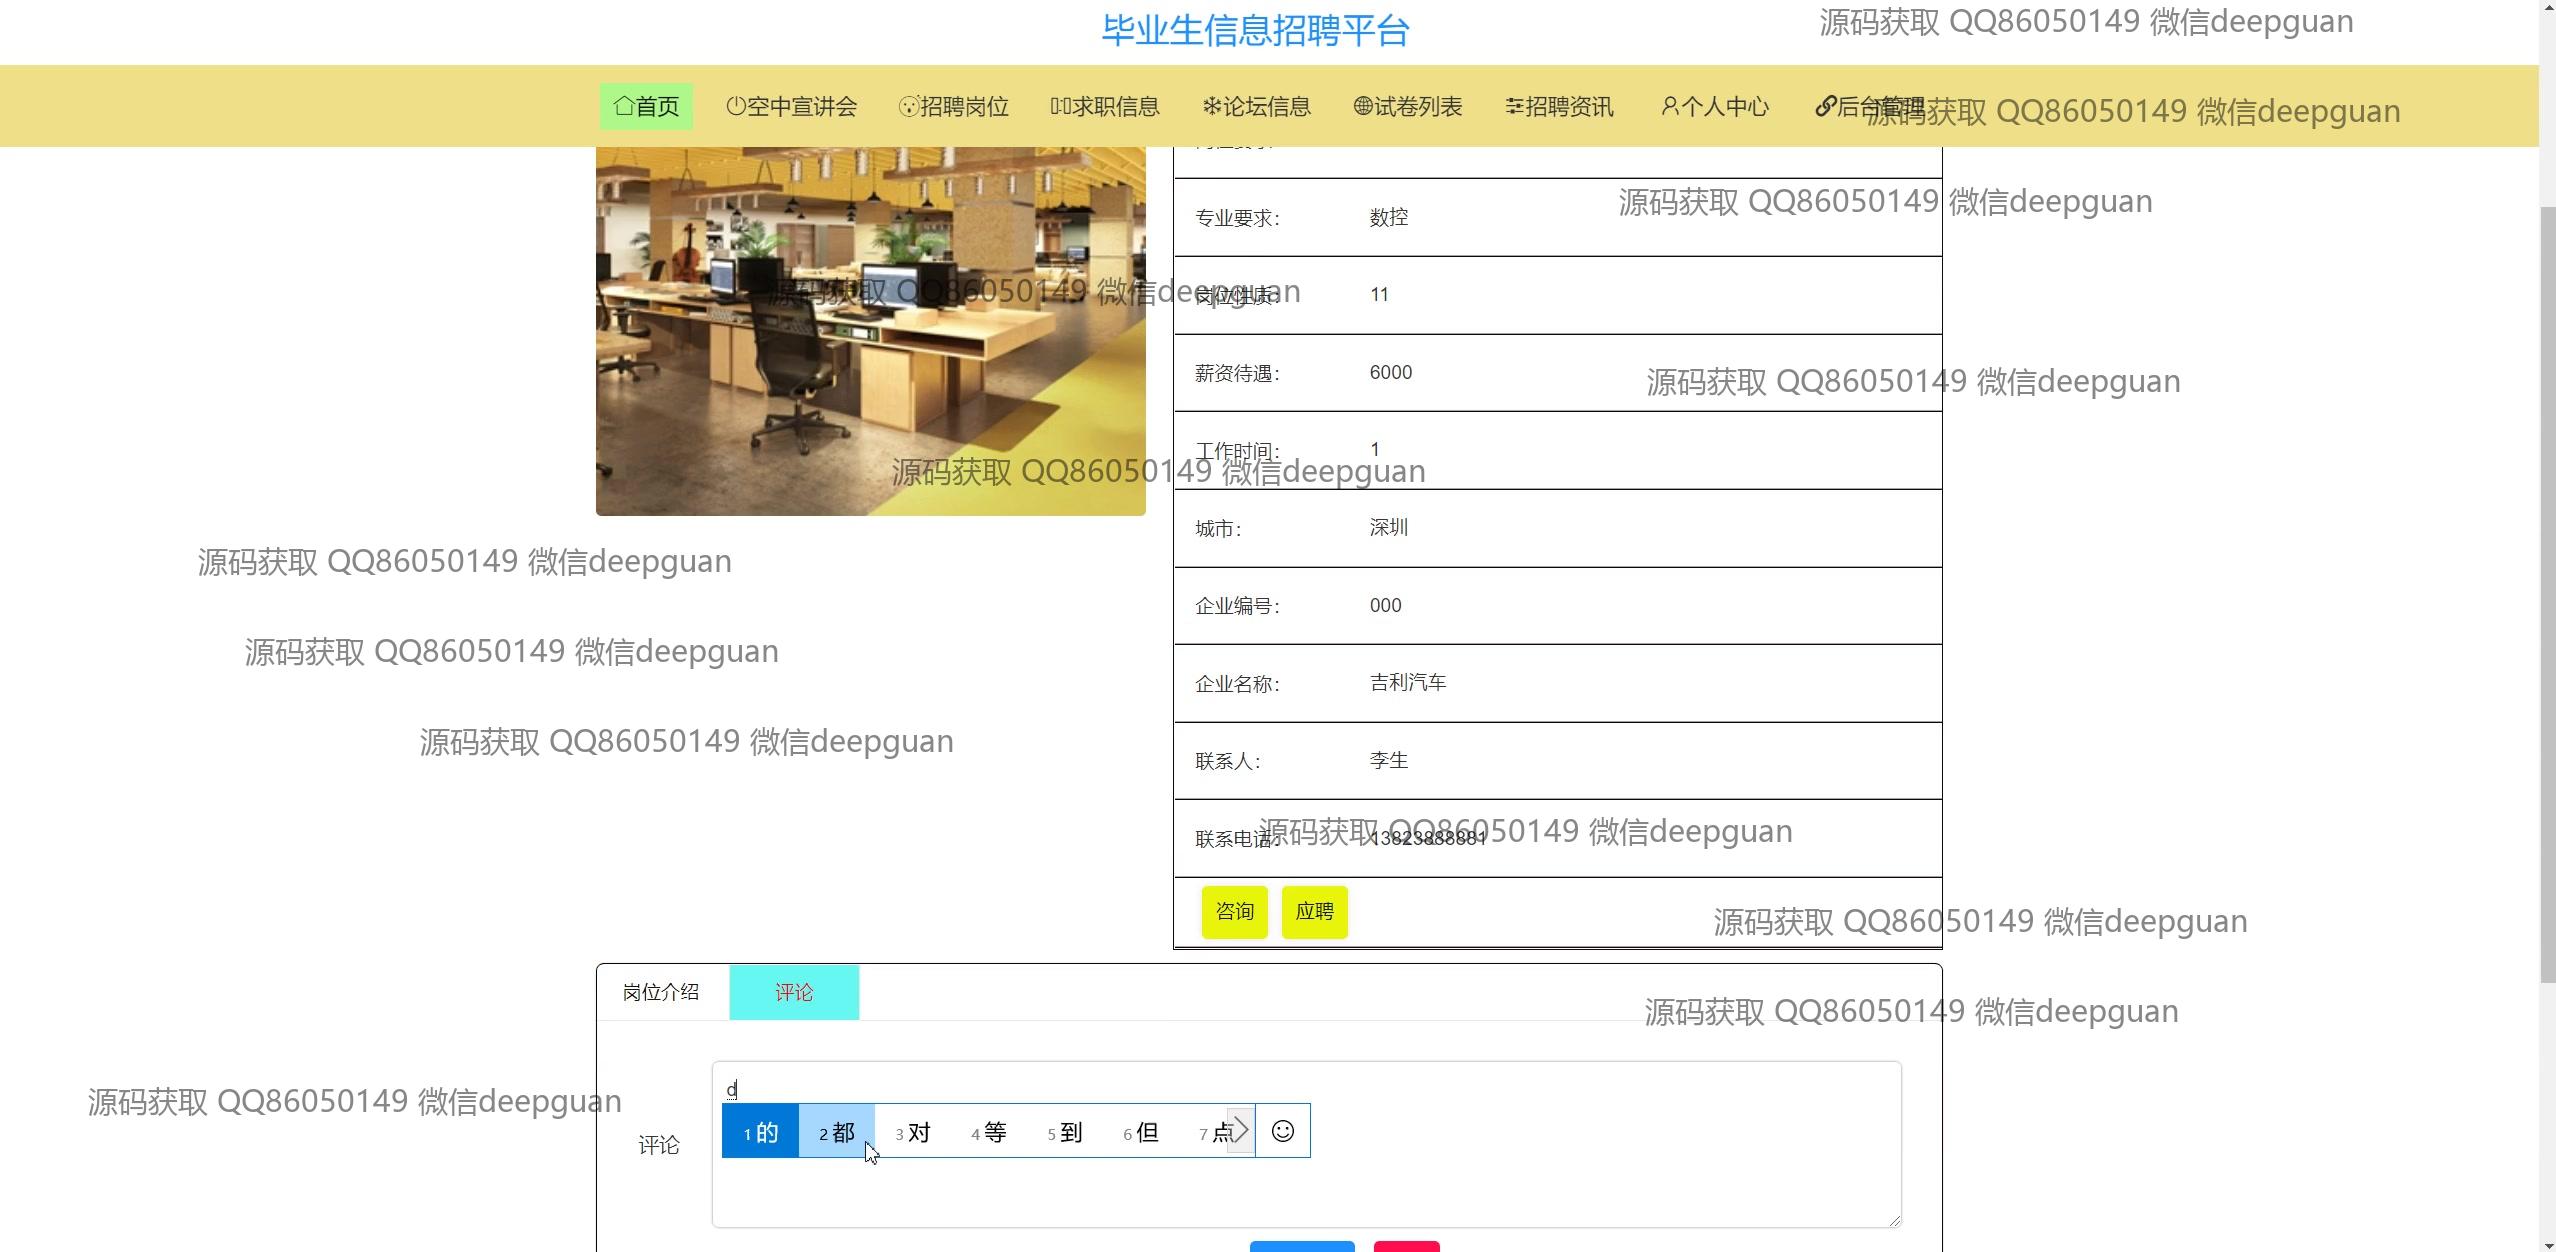 毕业生信息招聘平台
源码获取 QQ86050149 微信deepguan
首页 空中宣讲会 招聘岗位 求职信息 论坛信息 试卷列表 招聘资讯 个人中心 后台管理
源码获取 QQ86050149 微信deepguan
专业要求: 数控
源码获取 QQ86050149 微信deepguan
岗位性质: 11
源码获取 QQ86050149 微信deepguan
薪资待遇: 6000
源码获取 QQ86050149 微信deepguan
工作时间: 1
源码获取 QQ86050149 微信deepguan
城市: 深圳
源码获取 QQ86050149 微信deepguan
企业编号: 000
源码获取 QQ86050149 微信deepguan
企业名称: 吉利汽车
源码获取 QQ86050149 微信deepguan
联系人: 李生
联系电话: 13823888881
源码获取 QQ86050149 微信deepguan
咨询 应聘
源码获取 QQ86050149 微信deepguan
岗位介绍 评论
源码获取 QQ86050149 微信deepguan
d
源码获取 QQ86050149 微信deepguan
1 的 2 都 3 对 4 等 5 到 6 但 7 点
评论